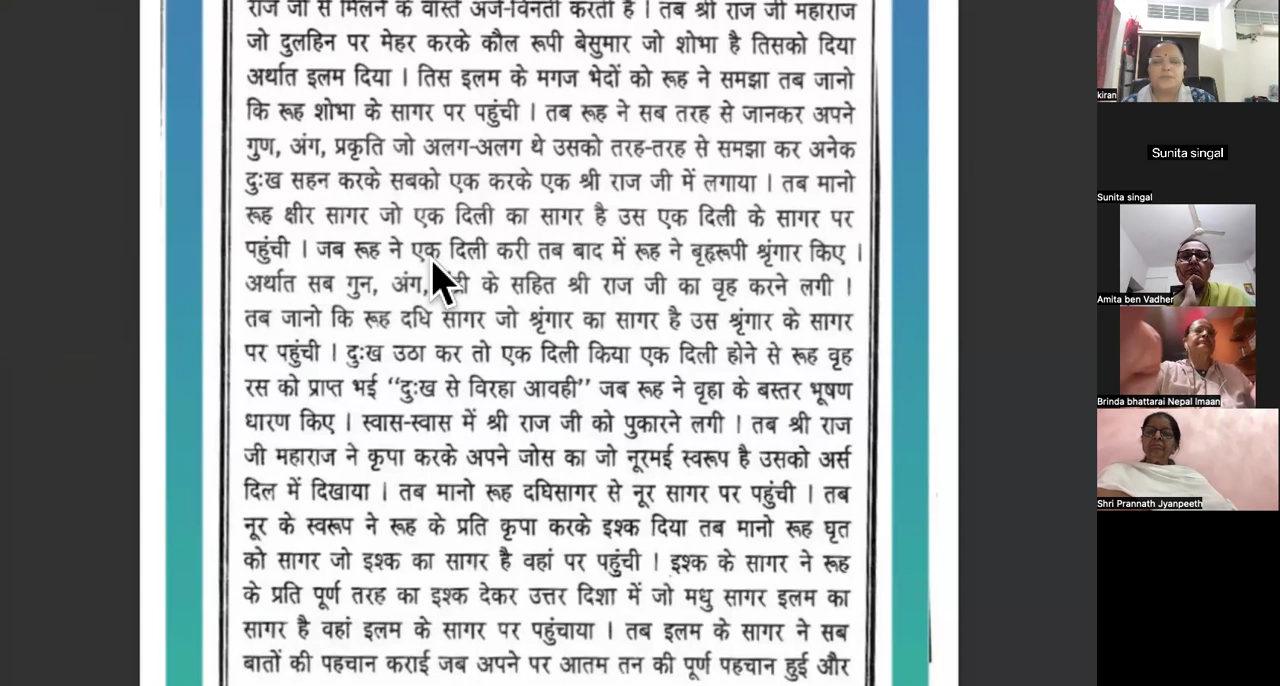 राज जी से मिलने के वास्ते अर्ज-विनती करती है । तब श्री राज जी महाराज
जो दुलहिन पर मेहर करके कौल रूपी बेसुमार जो शोभा है तिसको दिया
अर्थात इलम दिया । तिस इलम के मगज भेदों को रूह ने समझा तब जानो
कि रूह शोभा के सागर पर पहुंची । तब रूह ने सब तरह से जानकर अपने
गुण, अंग, प्रकृति जो अलग-अलग थे उसको तरह-तरह से समझा कर अनेक
दुःख सहन करके सबको एक करके एक श्री राज जी में लगाया । तब मानो
रूह क्षीर सागर जो एक दिली का सागर है उस एक दिली के सागर पर
पहुंची । जब रूह ने एक दिली करी तब बाद में रूह ने बृहरूपी श्रृंगार किए ।
अर्थात सब गुन, अंग, के सहित श्री राज जी का वृह करने लगी ।
तब जानो कि रूह दधि सागर जो श्रृंगार का सागर है उस श्रृंगार के सागर
पर पहुंची । दुःख उठा कर तो एक दिली किया एक दिली होने से रूह वृह
रस को प्राप्त भई “दुःख से विरहा आवही” जब रूह ने वृहा के बस्तर भूषण
धारण किए । स्वास-स्वास में श्री राज जी को पुकारने लगी । तब श्री राज
जी महाराज ने कृपा करके अपने जोस का जो नूरमई स्वरूप है उसको अर्स
दिल में दिखाया । तब मानो रूह दघिसागर से नूर सागर पर पहुंची । तब
नूर के स्वरूप ने रूह के प्रति कृपा करके इश्क दिया तब मानो रूह घृत
को सागर जो इश्क का सागर है वहां पर पहुंची । इश्क के सागर ने रूह
के प्रति पूर्ण तरह का इश्क देकर उत्तर दिशा में जो मधु सागर इलम का
सागर है वहां इलम के सागर पर पहुंचाया । तब इलम के सागर ने सब
बातों की पहचान कराई जब अपने पर आतम तन की पूर्ण पहचान हुई और
kiran
Sunita singal
Sunita singal
Amita ben Vadher
Brinda bhattarai Nepal Imaan
Shri Prannath Jyanpeeth